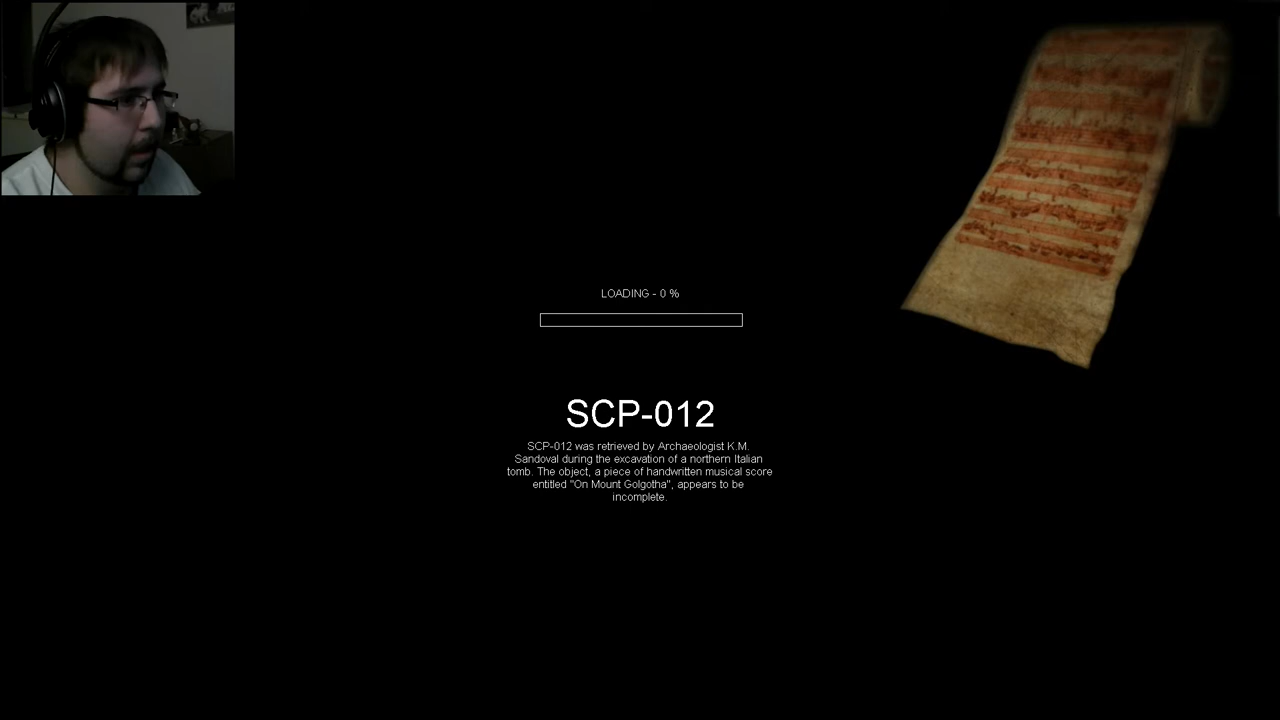 LOADING - 0 %
SCP-012
SCP-012 was retrieved by Archaeologist K.M.
Sandoval during the excavation of a northern Italian
tomb. The object, a piece of handwritten musical score
entitled "On Mount Golgotha", appears to be
incomplete.